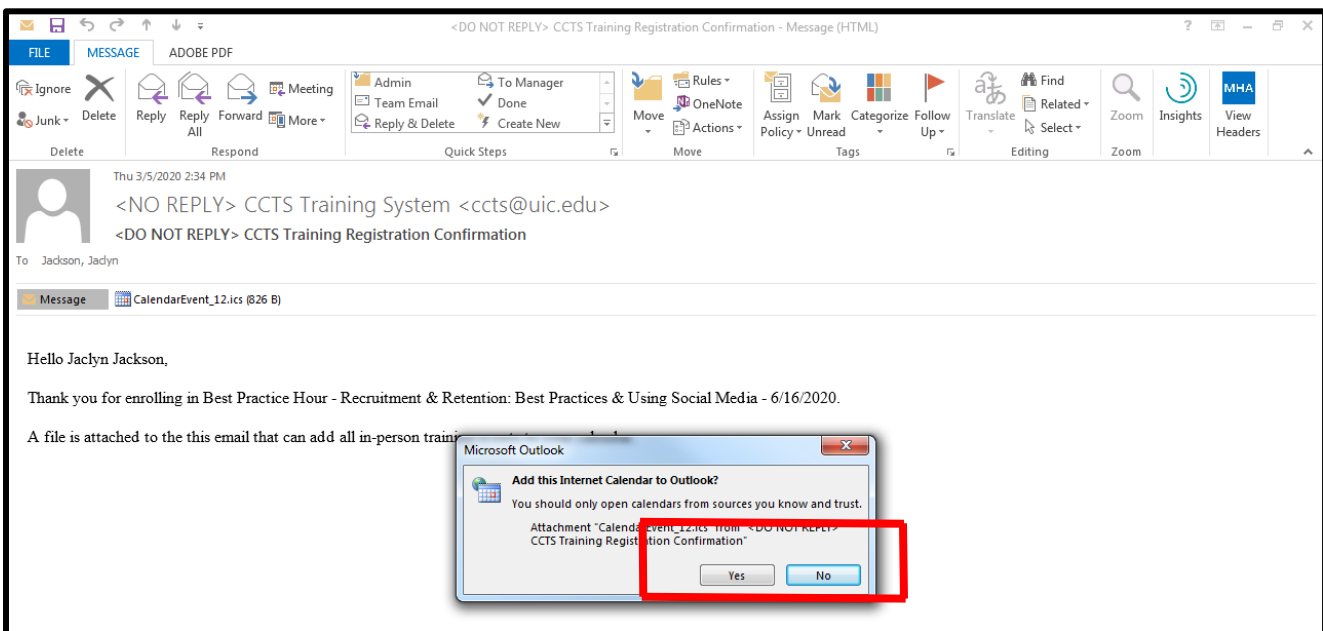 <DO NOT REPLY> CCTS Training Registration Confirmation - Message (HTML)
FILE MESSAGE ADOBE PDF
Ignore
Junk
Delete
Reply
Reply All
Forward
Meeting
More
Admin
Team Email
Reply & Delete
To Manager
Done
Create New
Move
Rules
OneNote
Actions
Assign Policy
Mark Unread
Categorize
Follow Up
Translate
Find
Related
Select
Zoom
Insights
MHA
View Headers
Delete Respond Quick Steps Move Tags Editing Zoom
Thu 3/5/2020 2:34 PM
<NO REPLY> CCTS Training System <ccts@uic.edu>
<DO NOT REPLY> CCTS Training Registration Confirmation
To Jackson, Jaclyn
Message CalendarEvent_12.ics (826 B)
Hello Jaclyn Jackson,
Thank you for enrolling in Best Practice Hour - Recruitment & Retention: Best Practices & Using Social Media - 6/16/2020.
A file is attached to the this email that can add all in-person
Microsoft Outlook
Add this Internet Calendar to Outlook?
You should only open calendars from sources you know and trust.
Attachment "CalendarEvent_12.ics" from "<DO NOT REPLY>
CCTS Training Registration Confirmation"
Yes No